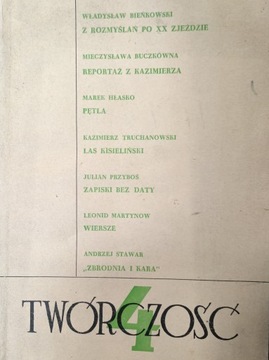 WŁADYSŁAW BIEŃKOWSKI
Z ROZMYŚLAŃ PO XX ZJEŹDZIE
MIECZYSŁAWA BUCZKÓWNA
REPORTAŻ Z KAZIMIERZA
MAREK HŁASKO
PĘTLA
KAZIMIERZ TRUCHANOWSKI
LAS KISIELIŃSKI
JULIAN PRZYBOŚ
ZAPISKI BEZ DATY
LEONID MARTYNOW
WIERSZE
ANDRZEJ STAWAR
„ZBRODNIA I KARA"
TWÓRCZOŚĆ
4